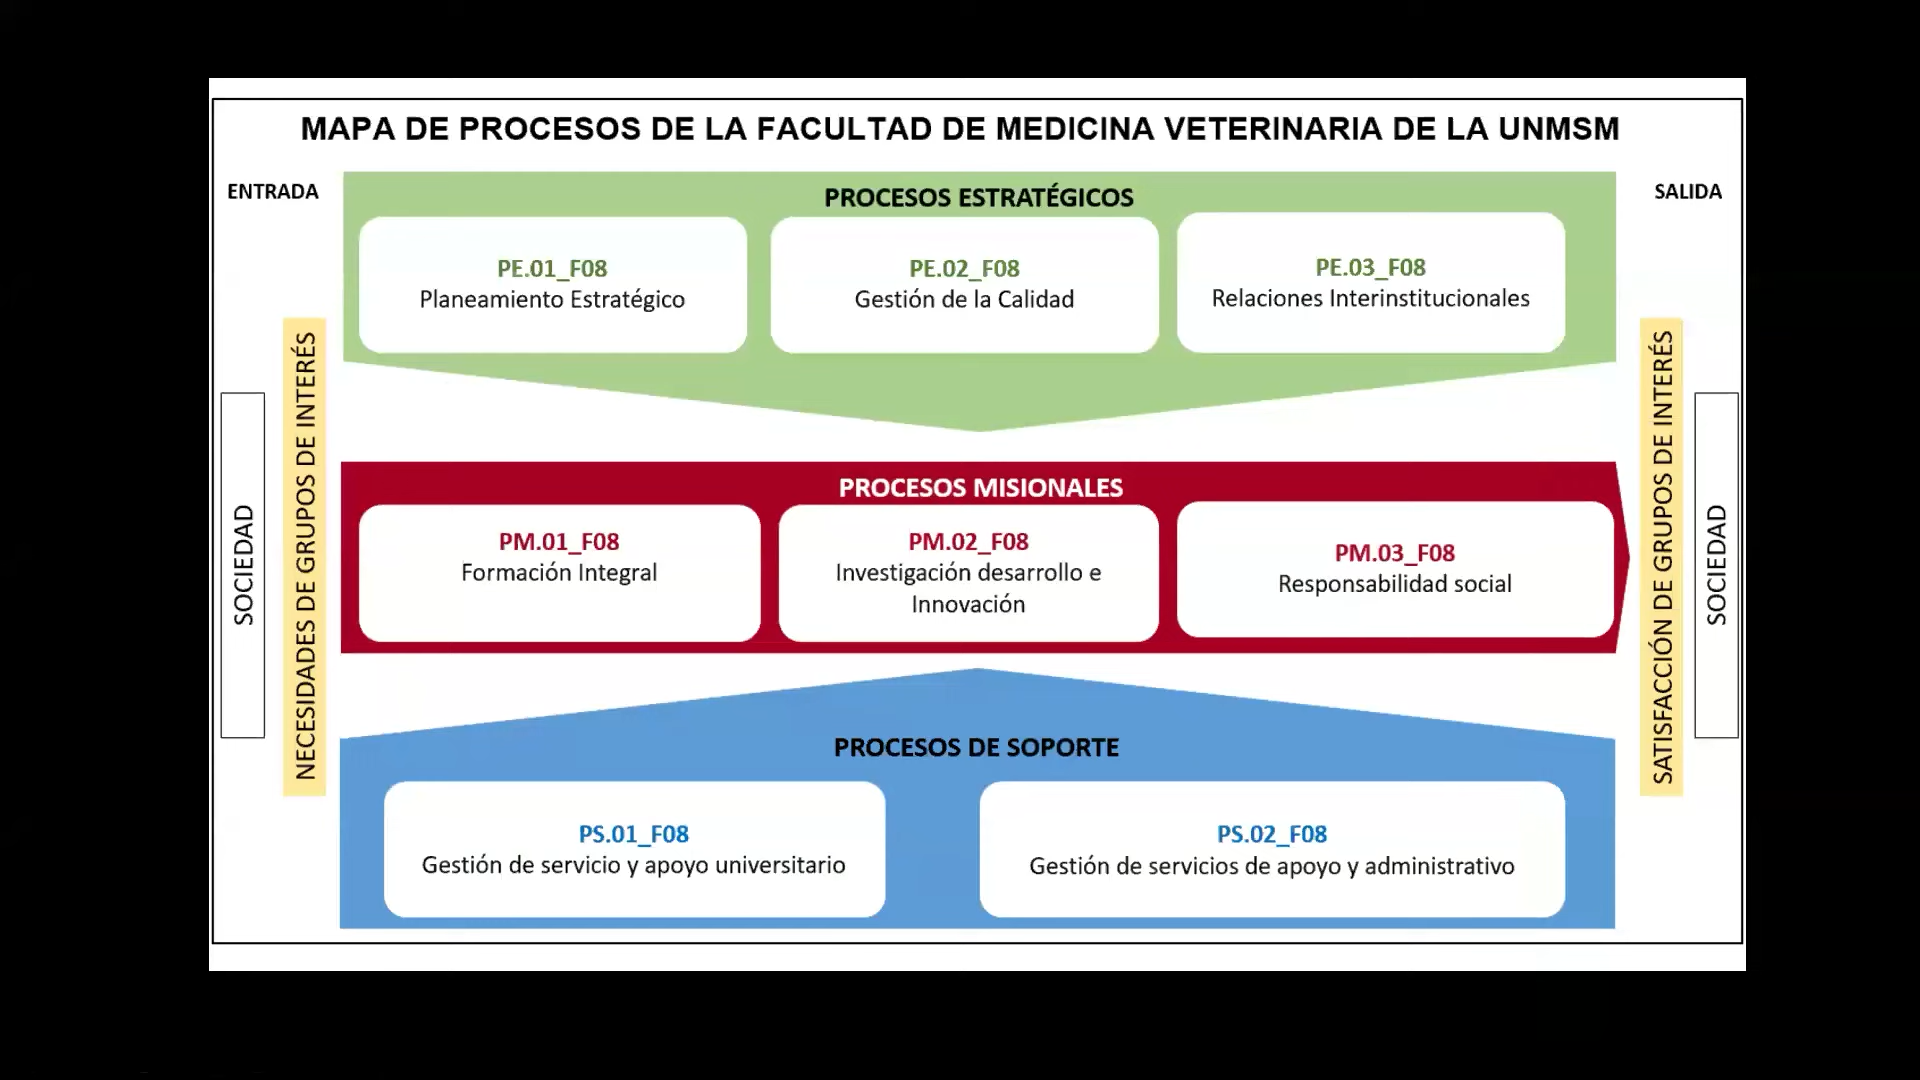 MAPA DE PROCESOS DE LA FACULTAD DE MEDICINA VETERINARIA DE LA UNMSM
ENTRADA
SALIDA
PROCESOS ESTRATÉGICOS
PE.01_F08
Planeamiento Estratégico
PE.02_F08
Gestión de la Calidad
PE.03_F08
Relaciones Interinstitucionales
SOCIEDAD
NECESIDADES DE GRUPOS DE INTERÉS
PROCESOS MISIONALES
PM.01_F08
Formación Integral
PM.02_F08
Investigación desarrollo e
Innovación
PM.03_F08
Responsabilidad social
SATISFACCIÓN DE GRUPOS DE INTERÉS
SOCIEDAD
PROCESOS DE SOPORTE
PS.01_F08
Gestión de servicio y apoyo universitario
PS.02_F08
Gestión de servicios de apoyo y administrativo